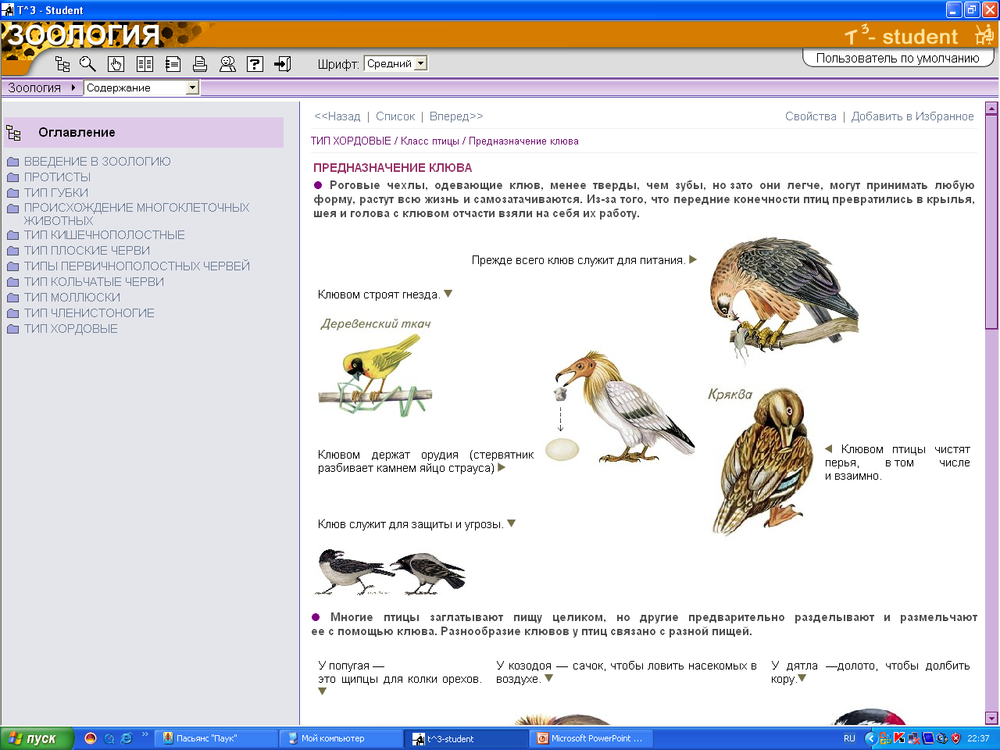 T^3 - Student
ЗООЛОГИЯ
T3- student
Шрифт: Средний
Пользователь по умолчанию
Зоология Содержание
Оглавление
ВВЕДЕНИЕ В ЗООЛОГИЮ
ПРОТИСТЫ
ТИП ГУБКИ
ПРОИСХОЖДЕНИЕ МНОГОКЛЕТОЧНЫХ
ЖИВОТНЫХ
ТИП КИШЕЧНОПОЛОСТНЫЕ
ТИП ПЛОСКИЕ ЧЕРВИ
ТИПЫ ПЕРВИЧНОПОЛОСТНЫХ ЧЕРВЕЙ
ТИП КОЛЬЧАТЫЕ ЧЕРВИ
ТИП МОЛЛЮСКИ
ТИП ЧЛЕНИСТОНОГИЕ
ТИП ХОРДОВЫЕ
<<Назад | Список | Вперед>>
Свойства | Добавить в Избранное
ТИП ХОРДОВЫЕ / Класс птицы / Предназначение клюва
ПРЕДНАЗНАЧЕНИЕ КЛЮВА
Роговые чехлы, одевающие клюв, менее тверды, чем зубы, но зато они легче, могут принимать любую
форму, растут всю жизнь и самозатачиваются. Из-за того, что передние конечности птиц превратились в крылья,
шея и голова с клювом отчасти взяли на себя их работу.
Прежде всего клюв служит для питания.
Клювом строят гнезда.
Деревенский ткач
Кряква
Клювом держат орудия (стервятник
разбивает камнем яйцо страуса)
Клювом птицы чистят
перья, в том числе
и взаимно.
Клюв служит для защиты и угрозы.
Многие птицы заглатывают пищу целиком, но другие предварительно разделывают и размельчают
ее с помощью клюва. Разнообразие клювов у птиц связано с разной пищей.
У попугая —
это щипцы для колки орехов.
У козодоя — сачок, чтобы ловить насекомых в
воздухе.
У дятла —долото, чтобы долбить
кору.
пуск
Пасьянс "Паук"
Мой компьютер
t^3-student
Microsoft PowerPoint ...
RU
22:37